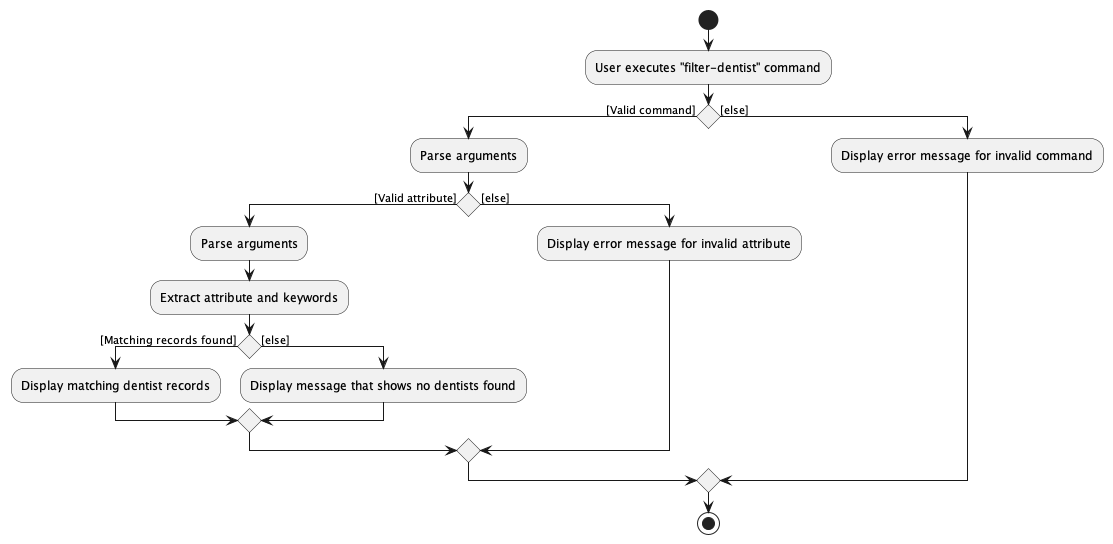 User executes "filter-dentist" command
[Valid command]
[else]
Parse arguments
Display error message for invalid command
[Valid attribute]
[else]
Parse arguments
Display error message for invalid attribute
Extract attribute and keywords
[Matching records found]
[else]
Display matching dentist records
Display message that shows no dentists found